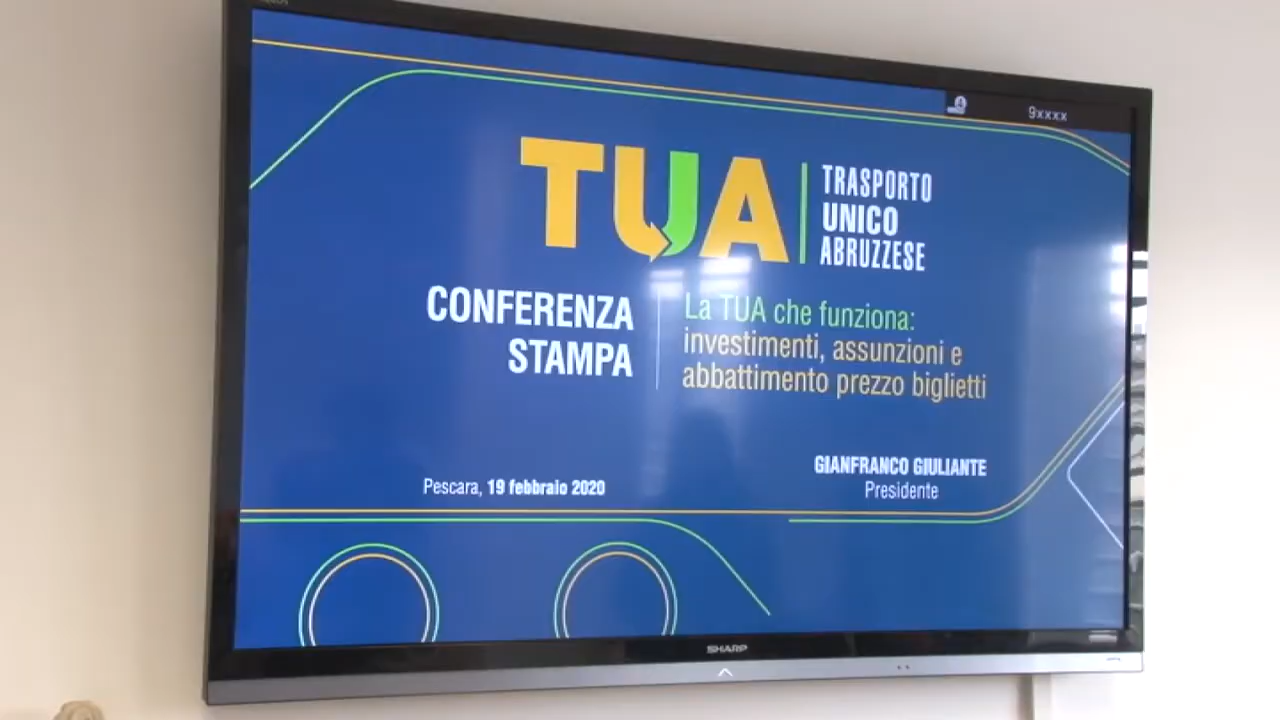 9xxxx
TUA
TRASPORTO
UNICO
ABRUZZESE
CONFERENZA
STAMPA
La TUA che funziona:
investimenti, assunzioni e
abbattimento prezzo biglietti
GIANFRANCO GIULIANTE
Presidente
Pescara, 19 febbraio 2020
SHARP